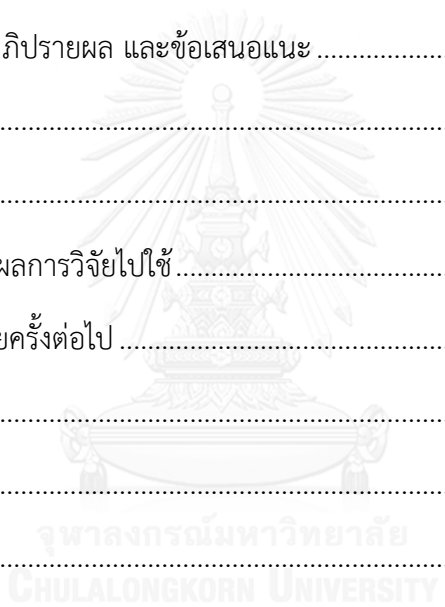 ภิปรายผล และข้อเสนอแนะ ..................
..................................................
..................................................
ผลการวิจัยไปใช้ ....................................
ยครั้งต่อไป ..........................................
..................................................
..................................................
จุฬาลงกรณ์มหาวิทยาลัย
..................................................
CHULALONGKORN UNIVERSITY